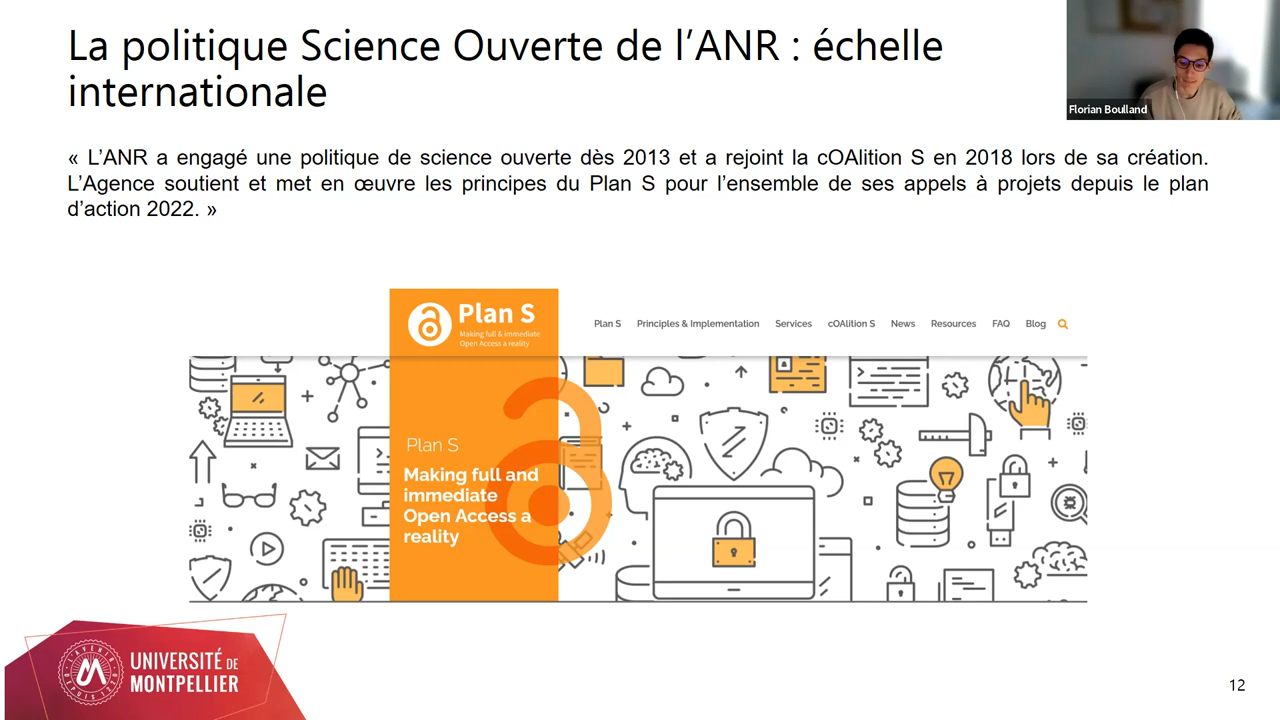 La politique Science Ouverte de l’ANR : échelle
internationale
Florian Boulland
« L’ANR a engagé une politique de science ouverte dès 2013 et a rejoint la cOAlition S en 2018 lors de sa création.
L’Agence soutient et met en œuvre les principes du Plan S pour l’ensemble de ses appels à projets depuis le plan
d’action 2022. »
Plan S
Making full & immediate
Open Access a reality
Plan S Principles & Implementation Services cOAlition S News Resources FAQ Blog
Plan S
Making full and
immediate
Open Access a
reality
UNIVERSITÉ DE
MONTPELLIER
12